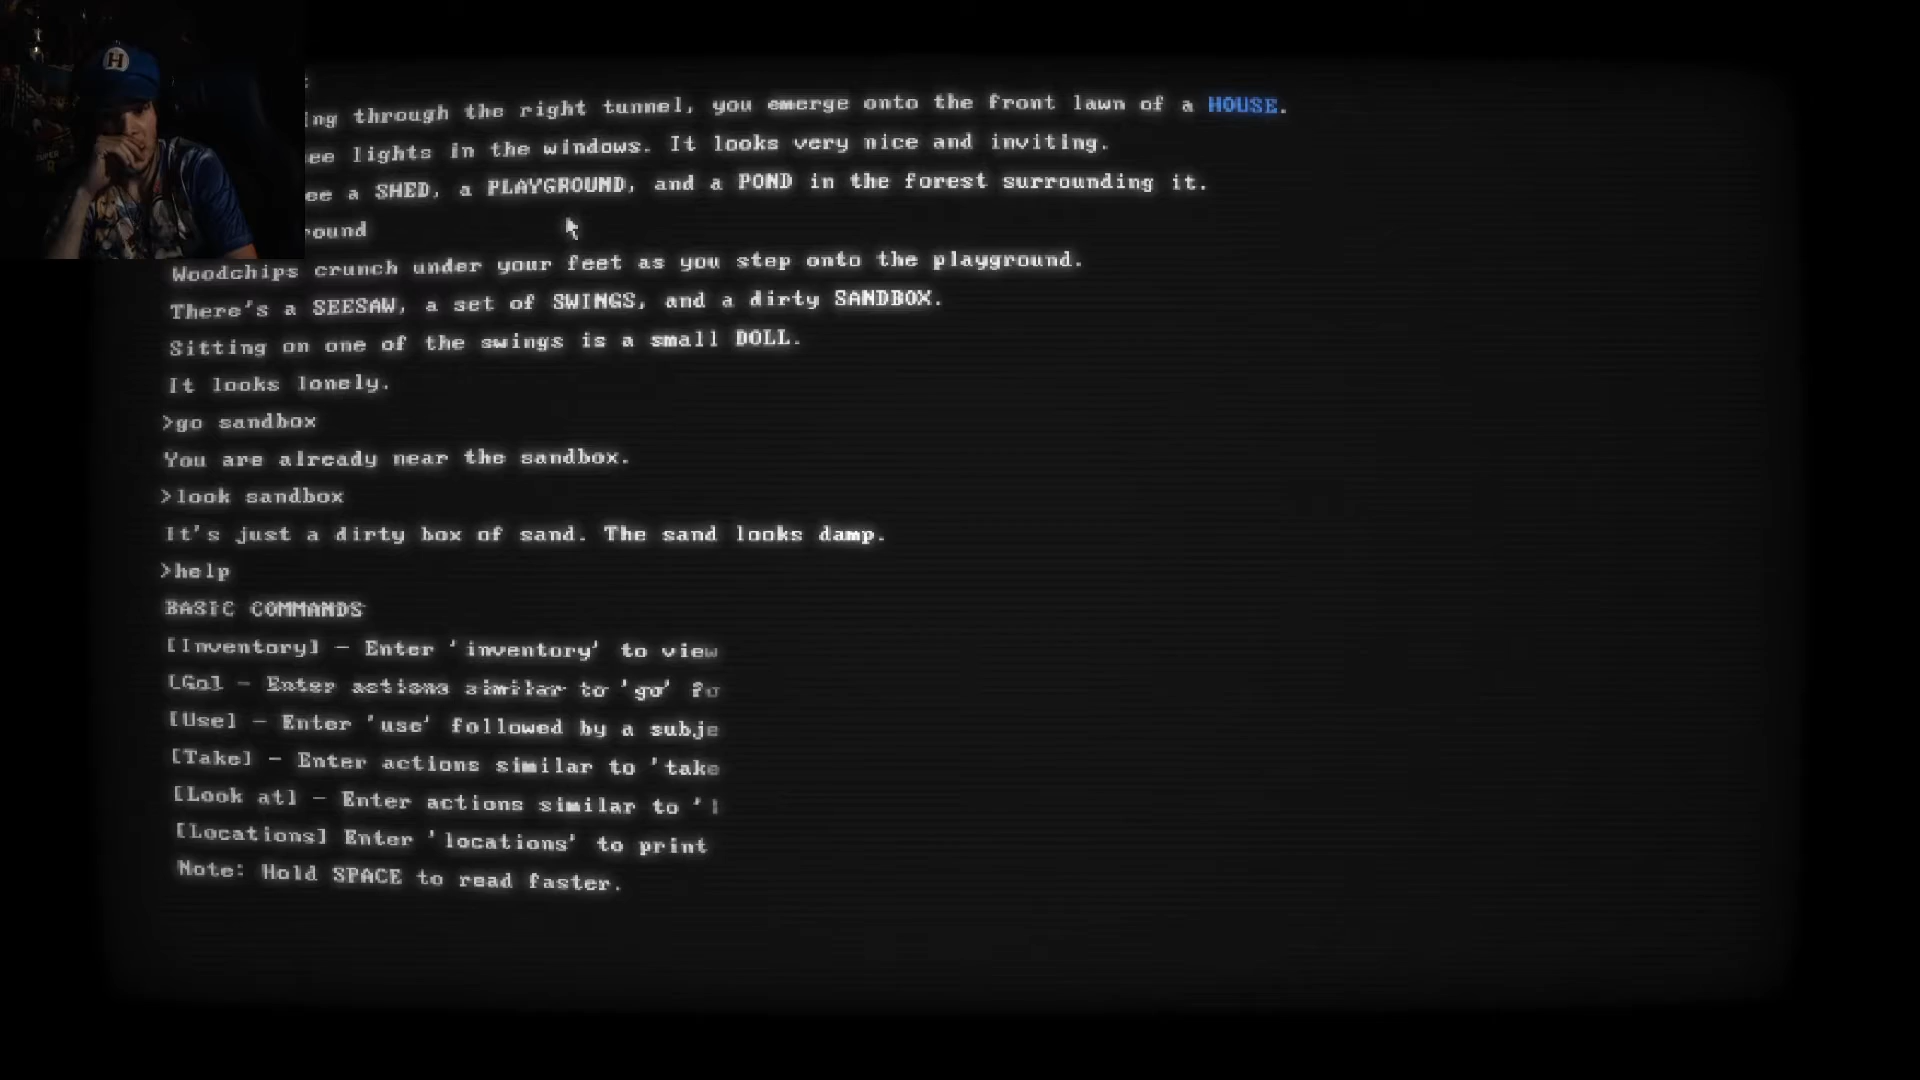 H
ing through the right tunnel, you emerge onto the front lawn of a HOUSE.
ee lights in the windows. It looks very nice and inviting.
ee a SHED, a PLAYGROUND, and a POND in the forest surrounding it.
round
Woodchips crunch under your feet as you step onto the playground.
There's a SEESAW, a set of SWINGS, and a dirty SANDBOX.
Sitting on one of the swings is a small DOLL.
It looks lonely.
>go sandbox
You are already near the sandbox.
>look sandbox
It's just a dirty box of sand. The sand looks damp.
>help
BASIC COMMANDS
[Inventory] - Enter 'inventory' to view
[Go] - Enter actions similar to 'go' fo
[Use] - Enter 'use' followed by a subje
[Take] - Enter actions similar to 'take
[Look at] - Enter actions similar to 'l
[Locations] Enter 'locations' to print
Note: Hold SPACE to read faster.